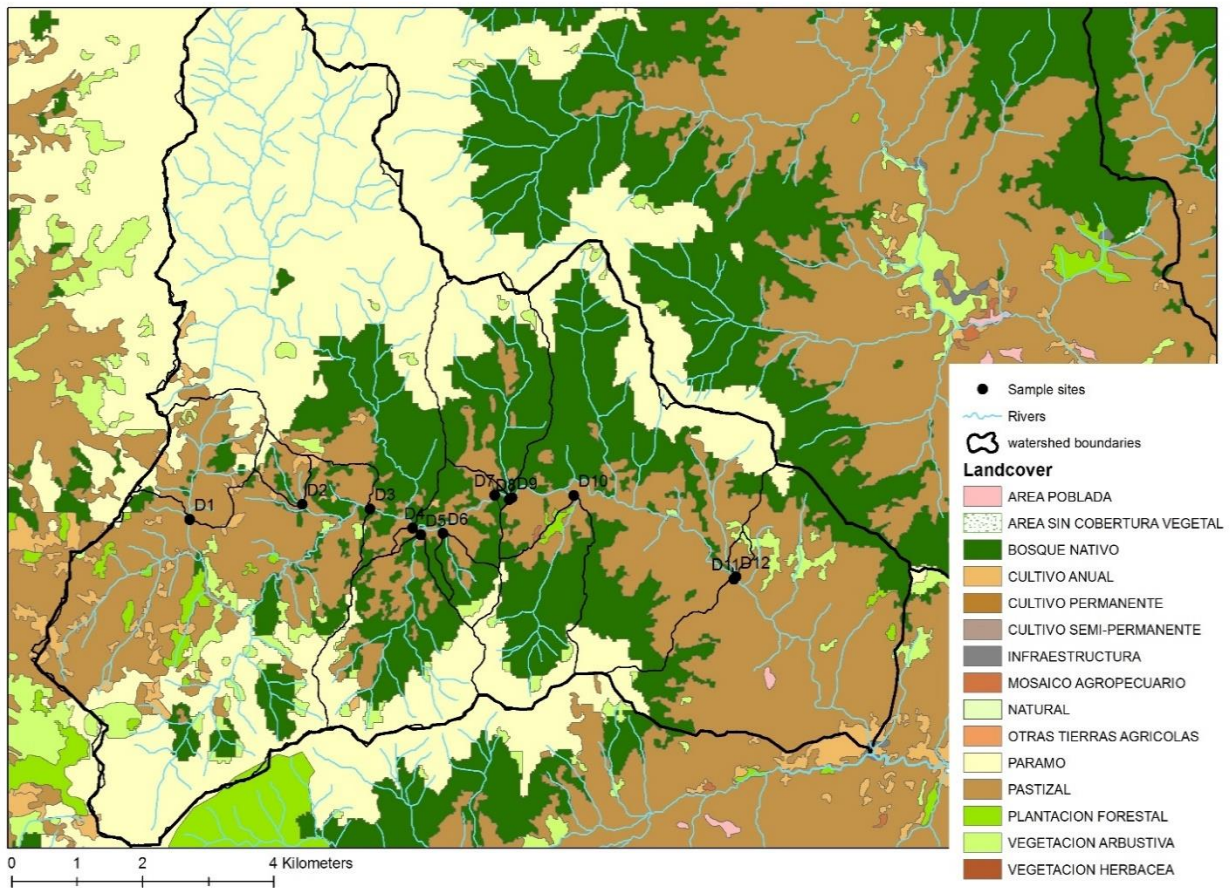 D1
D2
D3
D4
D5
D6
D7
D8
D9
D10
D11
D12
Sample sites
Rivers
watershed boundaries
Landcover
AREA POBLADA
AREA SIN COBERTURA VEGETAL
BOSQUE NATIVO
CULTIVO ANUAL
CULTIVO PERMANENTE
CULTIVO SEMI-PERMANENTE
INFRAESTRUCTURA
MOSAICO AGROPECUARIO
NATURAL
OTRAS TIERRAS AGRICOLAS
PARAMO
PASTIZAL
PLANTACION FORESTAL
VEGETACION ARBUSTIVA
VEGETACION HERBACEA
0 1 2 4 Kilometers